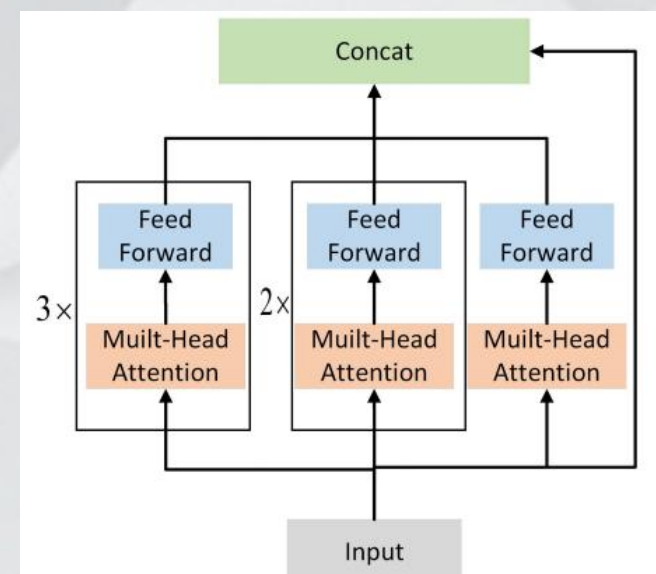 Concat
Feed
Forward
Feed
Forward
Feed
Forward
3×
2×
Muilt-Head
Attention
Muilt-Head
Attention
Muilt-Head
Attention
Input